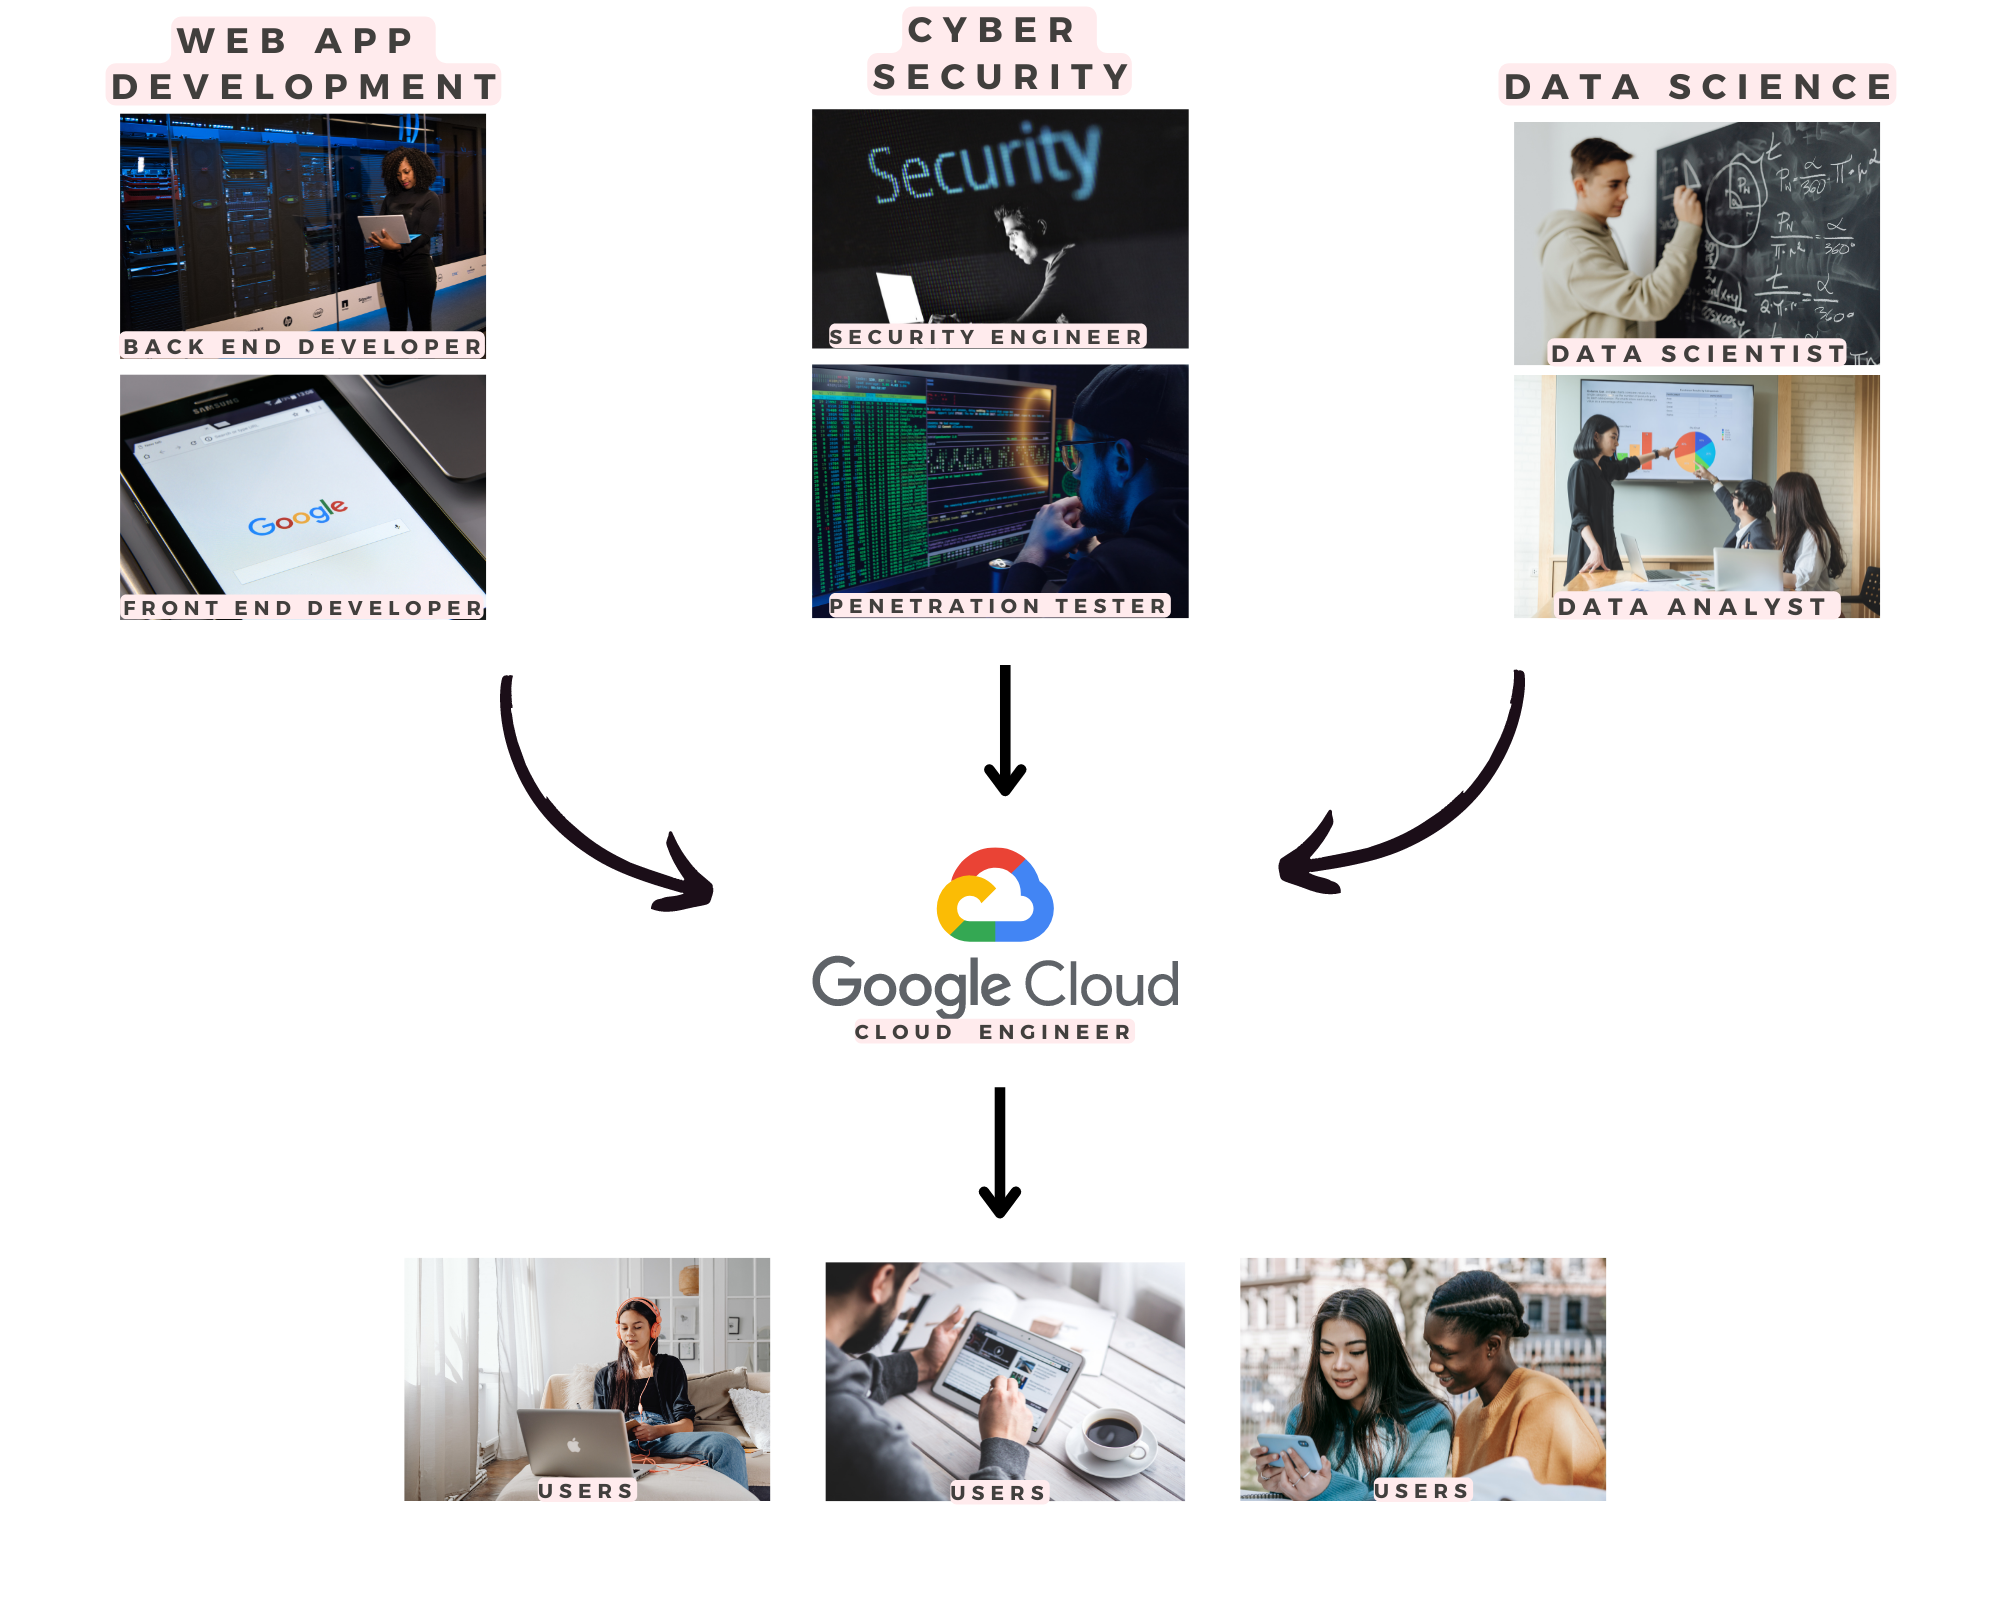 WEB APP
DEVELOPMENT
CYBER
SECURITY
DATA SCIENCE
Security
BACK END DEVELOPER
SECURITY ENGINEER
DATA SCIENTIST
SAMSUNG
Google
FRONT END DEVELOPER
PENETRATION TESTER
DATA ANALYST
Google Cloud
CLOUD ENGINEER
USERS
USERS
USERS